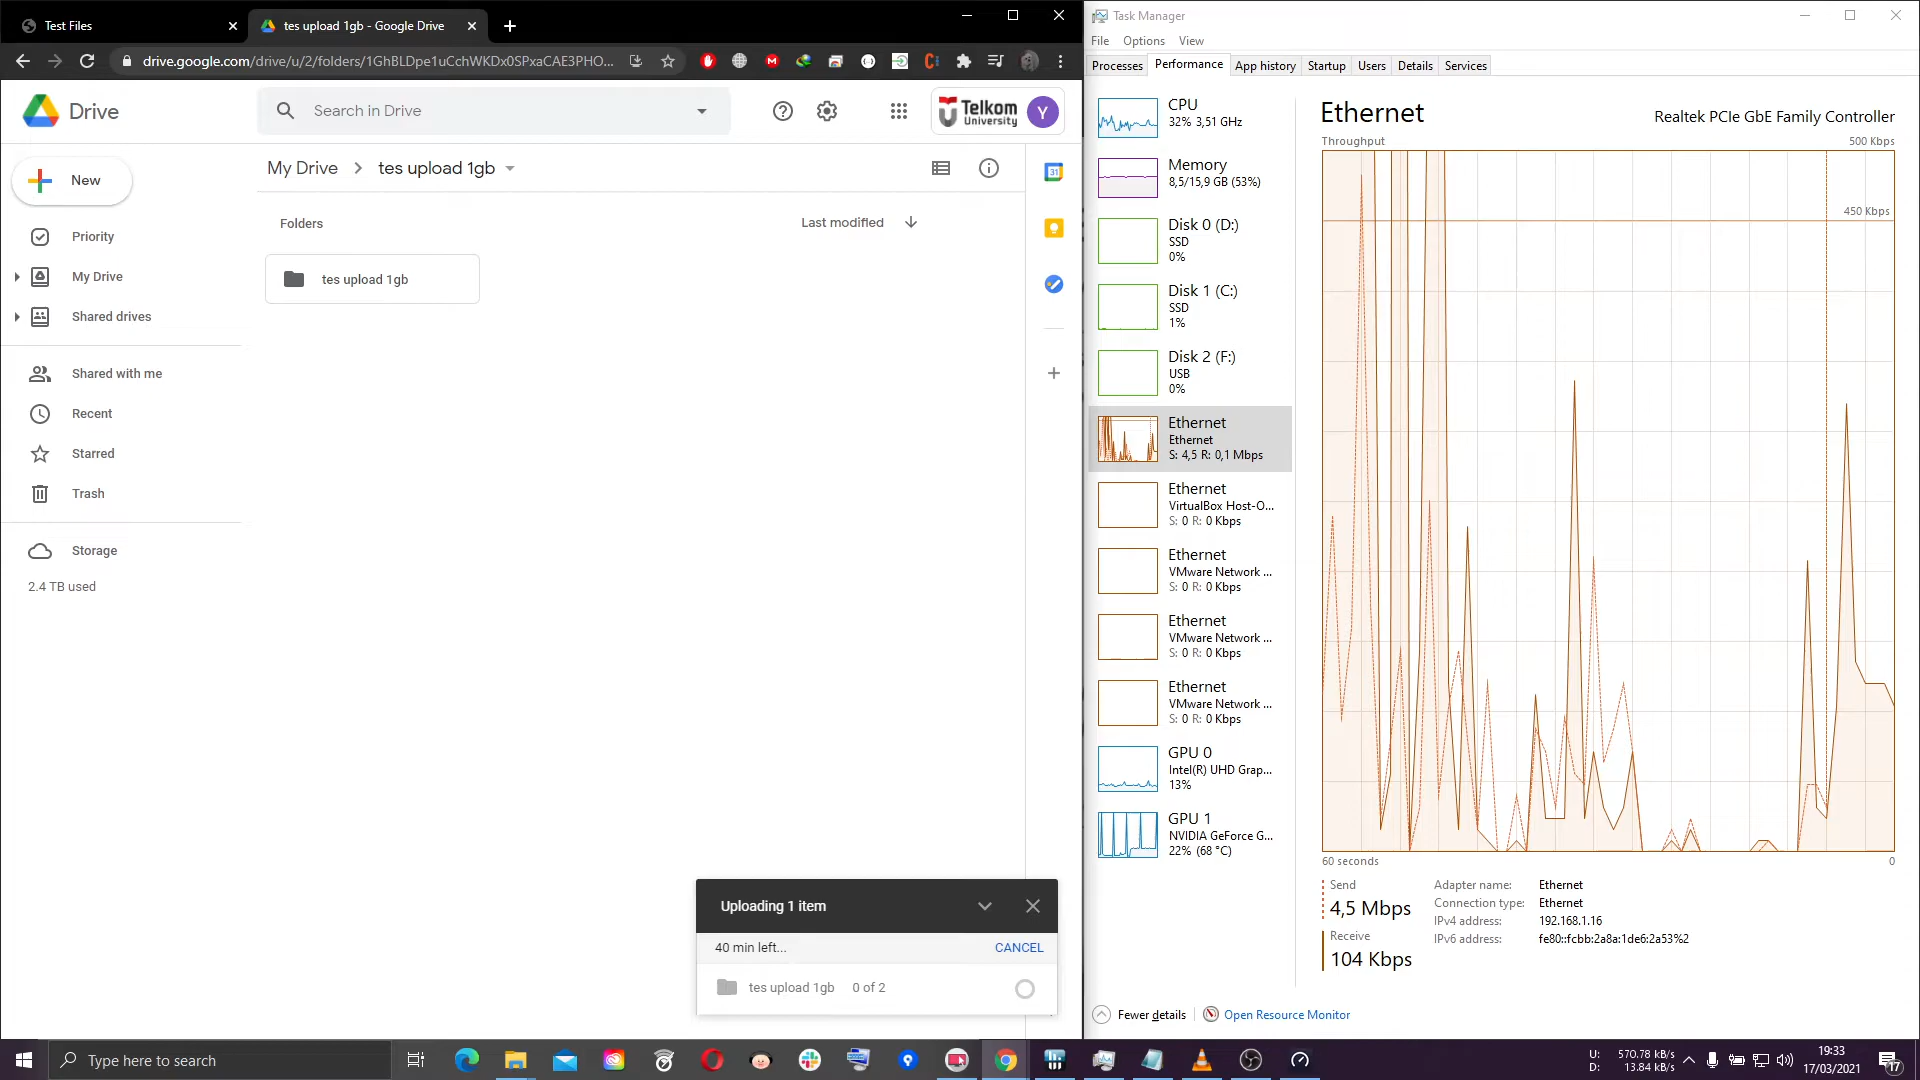 Test Files
tes upload 1gb - Google Drive
drive.google.com/drive/u/2/folders/1GhBLDpe1uCchWKDx0SPxaCAE3PHO...
Drive
Search in Drive
Telkom
University
Y
New
My Drive
tes upload 1gb
Priority
My Drive
Shared drives
Shared with me
Recent
Starred
Trash
Storage
2.4 TB used
Folders
Last modified
tes upload 1gb
31
Uploading 1 item
40 min left...
CANCEL
tes upload 1gb 0 of 2
Task Manager
File Options View
Processes Performance App history Startup Users Details Services
CPU
32% 3,51 GHz
Memory
8,5/15,9 GB (53%)
Disk 0 (D:)
SSD
0%
Disk 1 (C:)
SSD
1%
Disk 2 (F:)
USB
0%
Ethernet
Ethernet
S: 4,5 R: 0,1 Mbps
Ethernet
VirtualBox Host-O...
S: 0 R: 0 Kbps
Ethernet
VMware Network ...
S: 0 R: 0 Kbps
Ethernet
VMware Network ...
S: 0 R: 0 Kbps
Ethernet
VMware Network ...
S: 0 R: 0 Kbps
GPU 0
Intel(R) UHD Grap...
13%
GPU 1
NVIDIA GeForce G...
22% (68 °C)
Ethernet
Realtek PCIe GbE Family Controller
Throughput
500 Kbps
450 Kbps
60 seconds
0
Send
4,5 Mbps
Receive
104 Kbps
Adapter name: Ethernet
Connection type: Ethernet
IPv4 address: 192.168.1.16
IPv6 address: fe80::fcbb:2a8a:1de6:2a53%2
Fewer details
Open Resource Monitor
Type here to search
U: 570.78 kB/s
D: 13.84 kB/s
19:33
17/03/2021
17